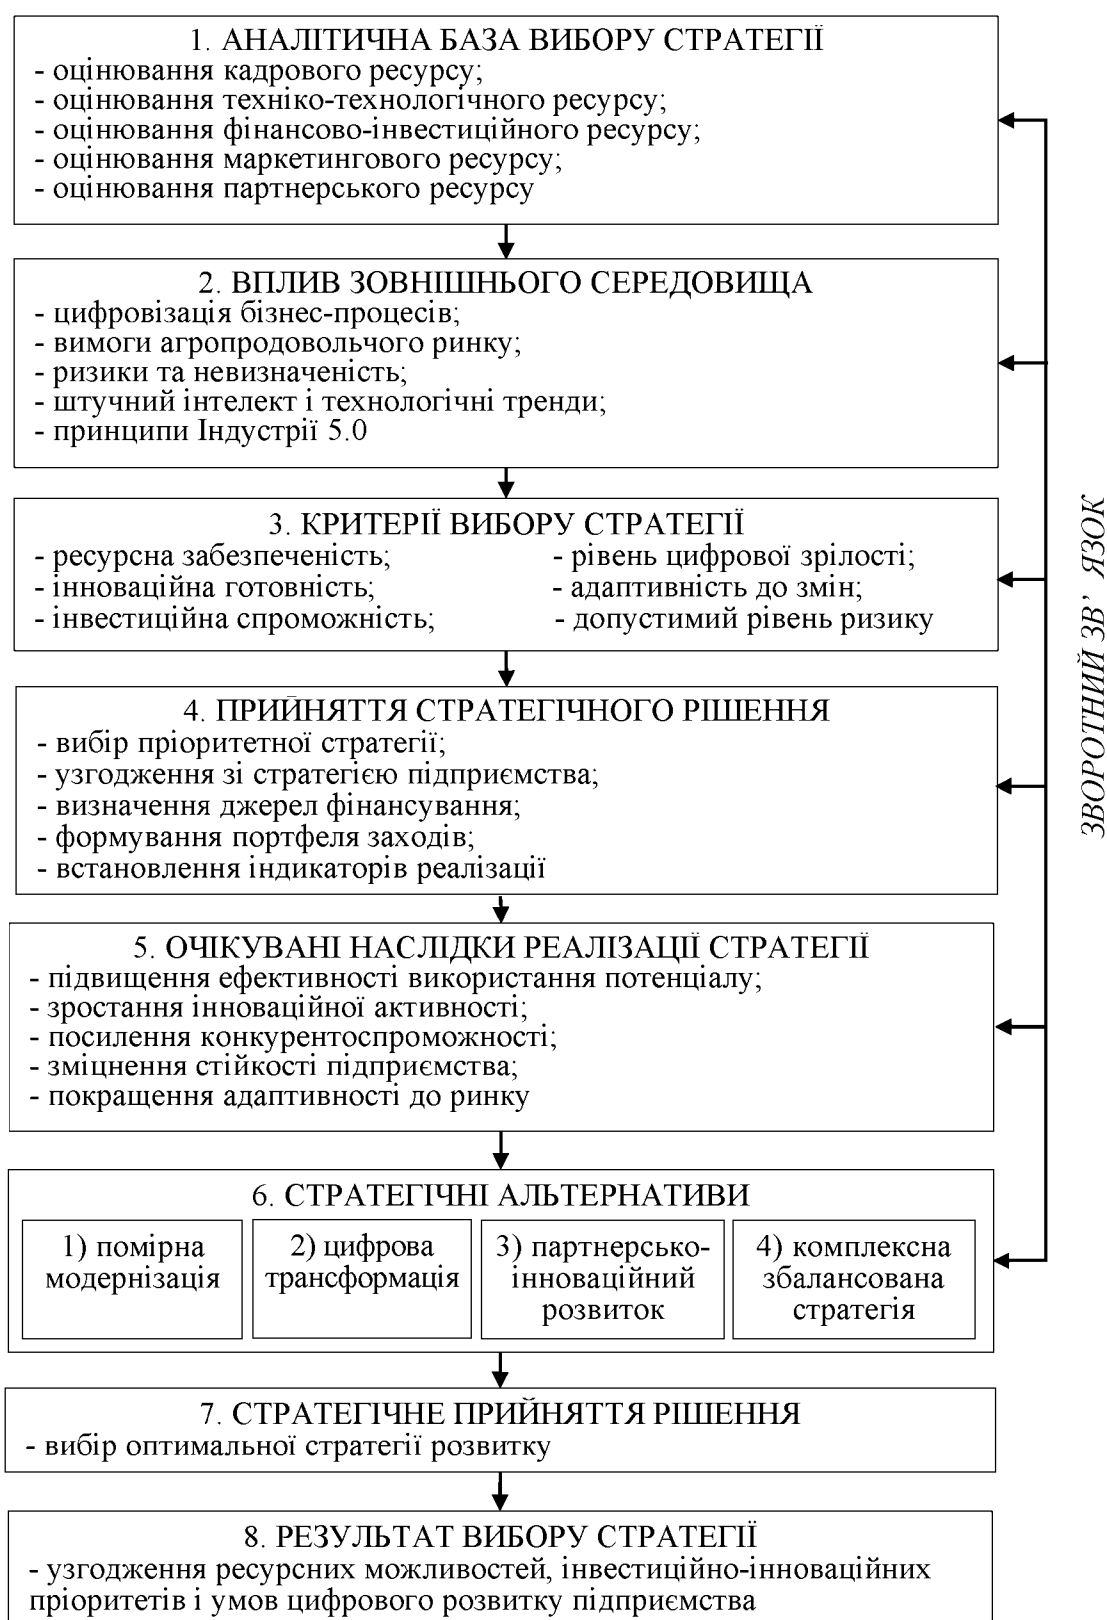 1. АНАЛІТИЧНА БАЗА ВИБОРУ СТРАТЕГІЇ
- оцінювання кадрового ресурсу;
- оцінювання техніко-технологічного ресурсу;
- оцінювання фінансово-інвестиційного ресурсу;
- оцінювання маркетингового ресурсу;
- оцінювання партнерського ресурсу
2. ВПЛИВ ЗОВНІШНЬОГО СЕРЕДОВИЩА
- цифровізація бізнес-процесів;
- вимоги агропродовольчого ринку;
- ризики та невизначеність;
- штучний інтелект і технологічні тренди;
- принципи Індустрії 5.0
3. КРИТЕРІЇ ВИБОРУ СТРАТЕГІЇ
- ресурсна забезпеченість;
- інноваційна готовність;
- інвестиційна спроможність;
- рівень цифрової зрілості;
- адаптивність до змін;
- допустимий рівень ризику
4. ПРИЙНЯТТЯ СТРАТЕГІЧНОГО РІШЕННЯ
- вибір пріоритетної стратегії;
- узгодження зі стратегією підприємства;
- визначення джерел фінансування;
- формування портфеля заходів;
- встановлення індикаторів реалізації
5. ОЧІКУВАНІ НАСЛІДКИ РЕАЛІЗАЦІЇ СТРАТЕГІЇ
- підвищення ефективності використання потенціалу;
- зростання інноваційної активності;
- посилення конкурентоспроможності;
- зміцнення стійкості підприємства;
- покращення адаптивності до ринку
6. СТРАТЕГІЧНІ АЛЬТЕРНАТИВИ
1) помірна
модернізація
2) цифрова
трансформація
3) партнерсько-
інноваційний
розвиток
4) комплексна
збалансована
стратегія
7. СТРАТЕГІЧНЕ ПРИЙНЯТТЯ РІШЕННЯ
- вибір оптимальної стратегії розвитку
8. РЕЗУЛЬТАТ ВИБОРУ СТРАТЕГІЇ
- узгодження ресурсних можливостей, інвестиційно-інноваційних
пріоритетів і умов цифрового розвитку підприємства
ЗВОРОТНИЙ ЗВ’ ЯЗОК